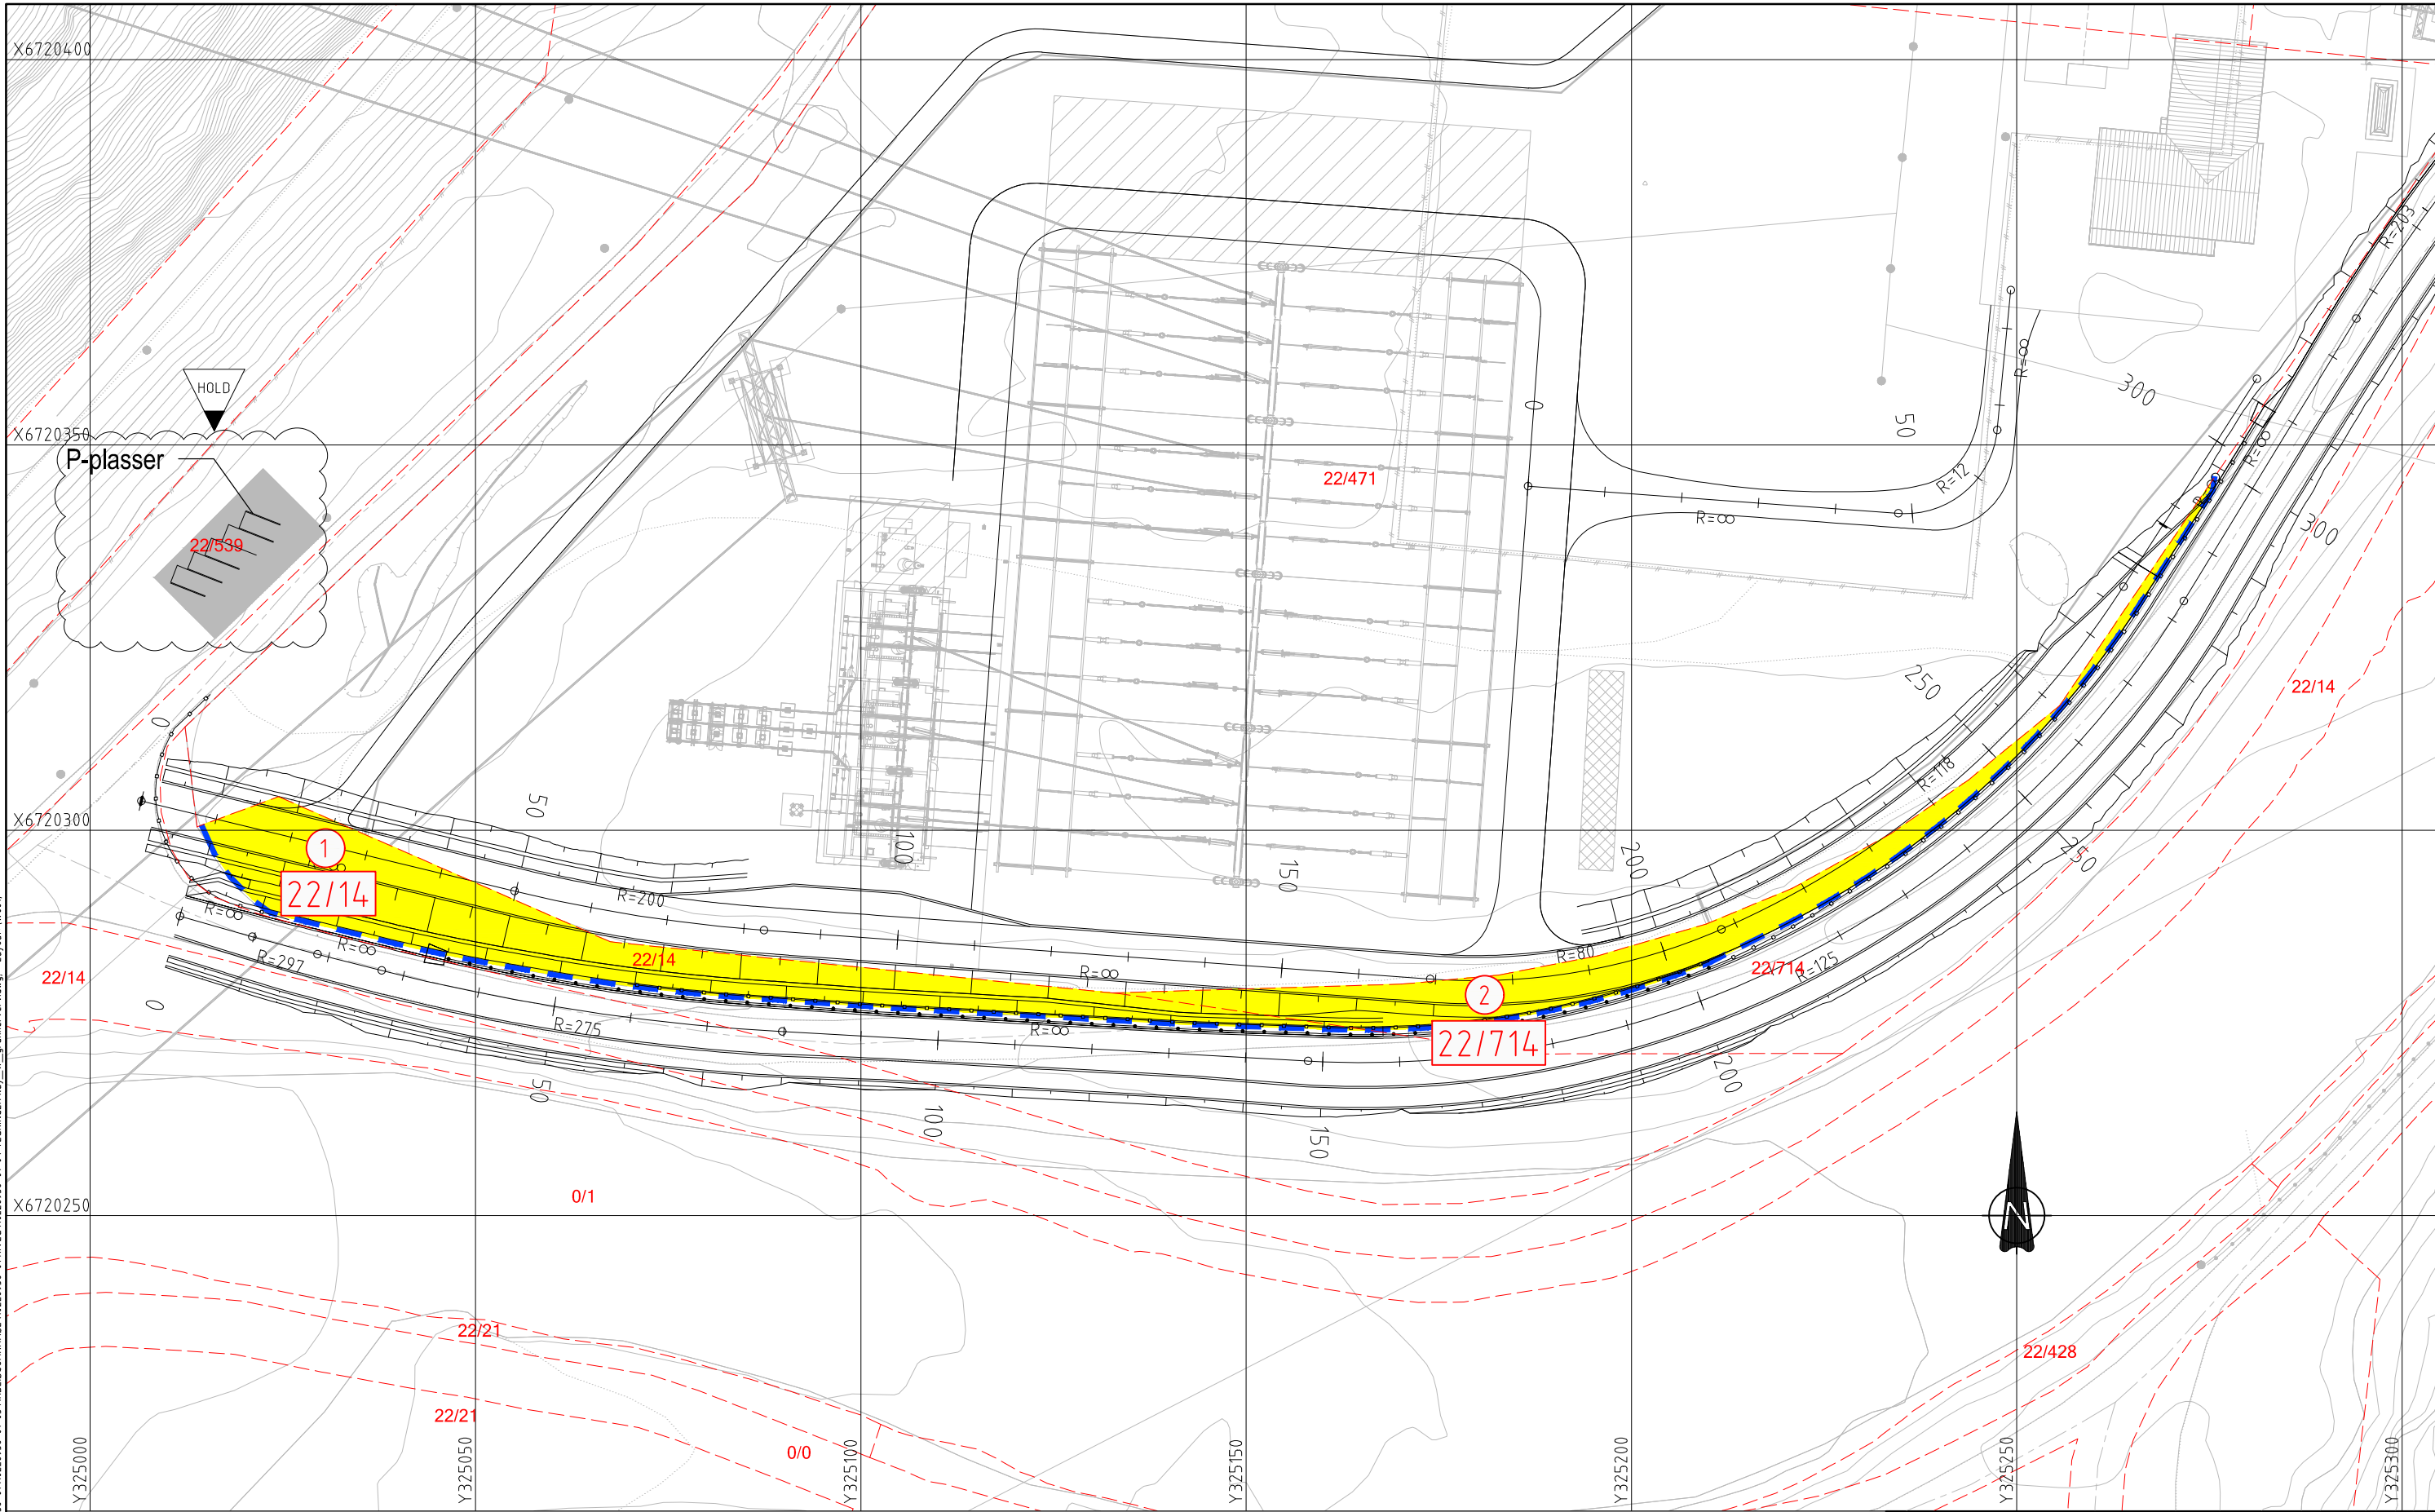 X6720400
HOLD
X6720350
P-plasser
22/539
22/471
R=203
300
50
R=∞
R=∞
R=12
R=∞
300
0
22/14
250
R=118
0
50
X6720300
1
100
150
200
250
22/14
R=200
R=∞
R=∞
R=297
22/14
22/14
R=∞
R=80
2
22/714
R=125
22/714
0
R=275
R=∞
50
100
150
200
X6720250
0/1
N
22/21
22/428
22/21
0/0
Y325000
Y325050
Y325100
Y325150
Y325200
Y325250
Y325300